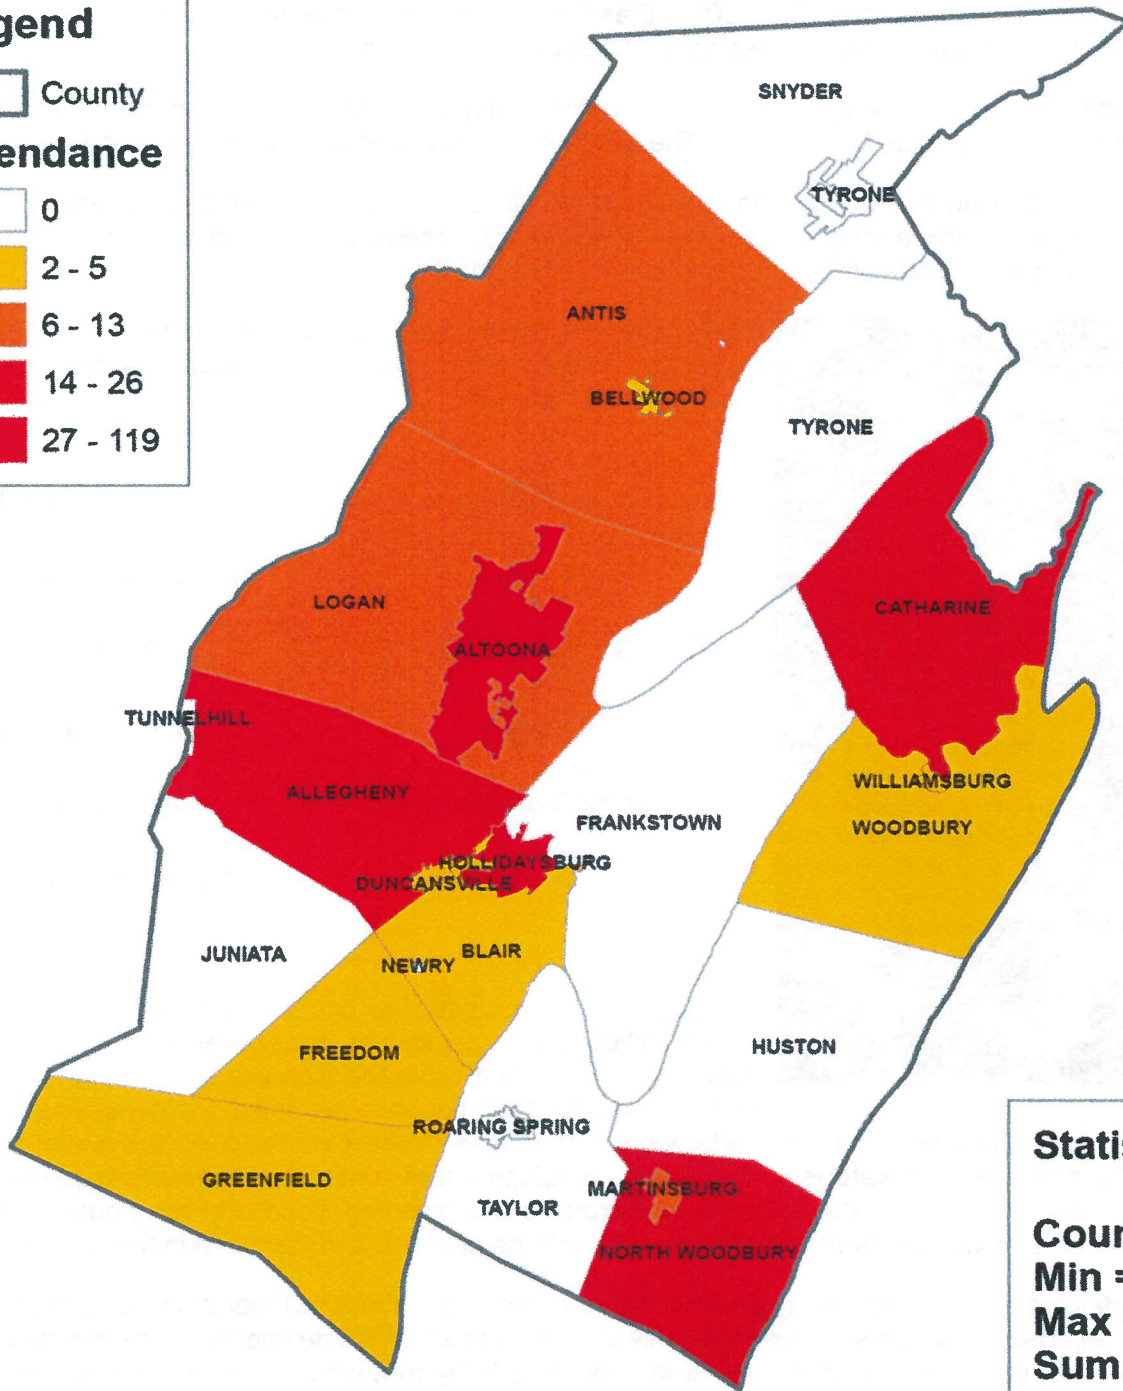 gend
County
endance
0
2 - 5
6 - 13
14 - 26
27 - 119
SNYDER
TYRONE
ANTIS
BELLWOOD
TYRONE
LOGAN
CATHARINE
ALTOONA
TUNNELHILL
ALLEGHENY
WILLIAMSBURG
FRANKSTOWN
WOODBURY
HOLLIDAYSBURG
DUNCANSVILLE
JUNIATA
BLAIR
NEWRY
FREEDOM
HUSTON
ROARING SPRING
GREENFIELD
MARTINSBURG
TAYLOR
NORTH WOODBURY
Statis
Coun
Min =
Max
Sum